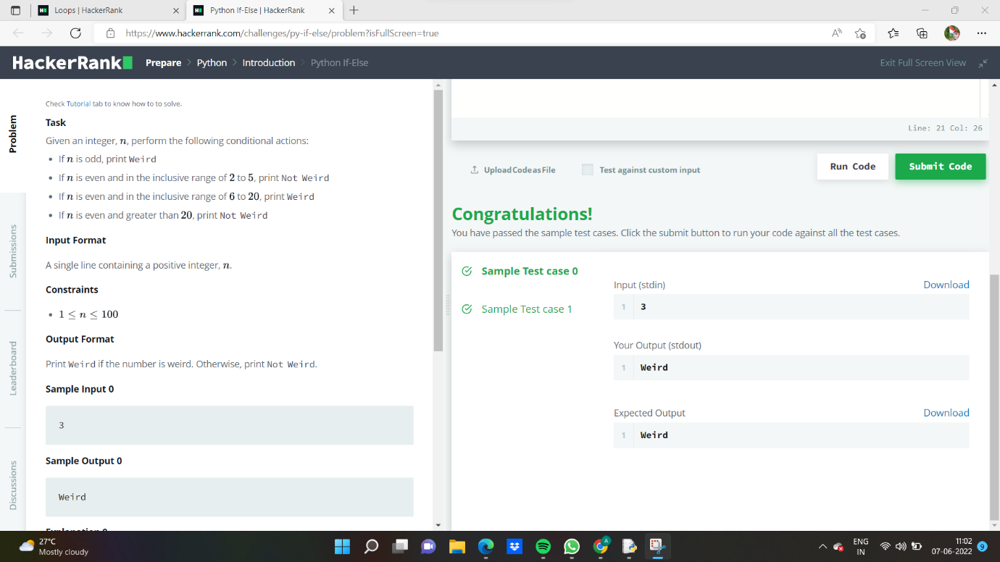 Loops | HackerRank
Python If-Else | HackerRank
https://www.hackerrank.com/challenges/py-if-else/problem?isFullScreen=true
HackerRank
Prepare > Python > Introduction > Python If-Else
Exit Full Screen View
Problem
Submissions
Leaderboard
Discussions
Check Tutorial tab to know how to to solve.
Task
Given an integer, n, perform the following conditional actions:
• If n is odd, print Weird
• If n is even and in the inclusive range of 2 to 5, print Not Weird
• If n is even and in the inclusive range of 6 to 20, print Weird
• If n is even and greater than 20, print Not Weird
Input Format
A single line containing a positive integer, n.
Constraints
• 1 ≤ n ≤ 100
Output Format
Print Weird if the number is weird. Otherwise, print Not Weird.
Sample Input 0
3
Sample Output 0
Weird
Explanation 0
Line: 21 Col: 26
Upload Code as File
Test against custom input
Run Code
Submit Code
Congratulations!
You have passed the sample test cases. Click the submit button to run your code against all the test cases.
Sample Test case 0
Sample Test case 1
Input (stdin)
Download
1 3
Your Output (stdout)
1 Weird
Expected Output
Download
1 Weird
27°C
Mostly cloudy
ENG
IN
11:02
07-06-2022
9